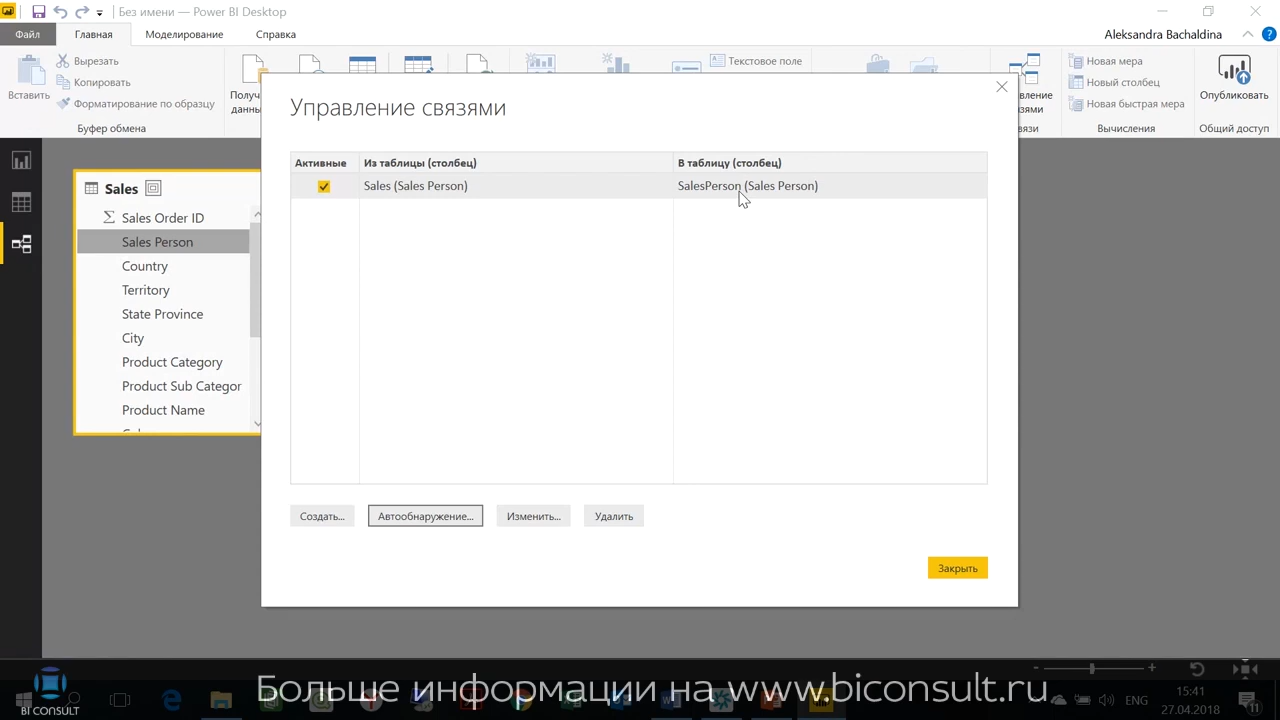 Без имени — Power BI Desktop
Файл
Главная
Моделирование
Справка
Aleksandra Bachaldina
Вставить
Вырезать
Копировать
Форматирование по образцу
Буфер обмена
Текстовое поле
Новая мера
Новый столбец
Новая быстрая мера
Вычисления
Опубликовать
Общий доступ
Управление связями
Активные
Из таблицы (столбец)
В таблицу (столбец)
Sales (Sales Person)
SalesPerson (Sales Person)
Sales
Sales Order ID
Sales Person
Country
Territory
State Province
City
Product Category
Product Sub Categor
Product Name
Создать...
Автообнаружение...
Изменить...
Удалить
Закрыть
BI CONSULT
Больше информации на www.biconsult.ru
ENG
15:41
27.04.2018
11